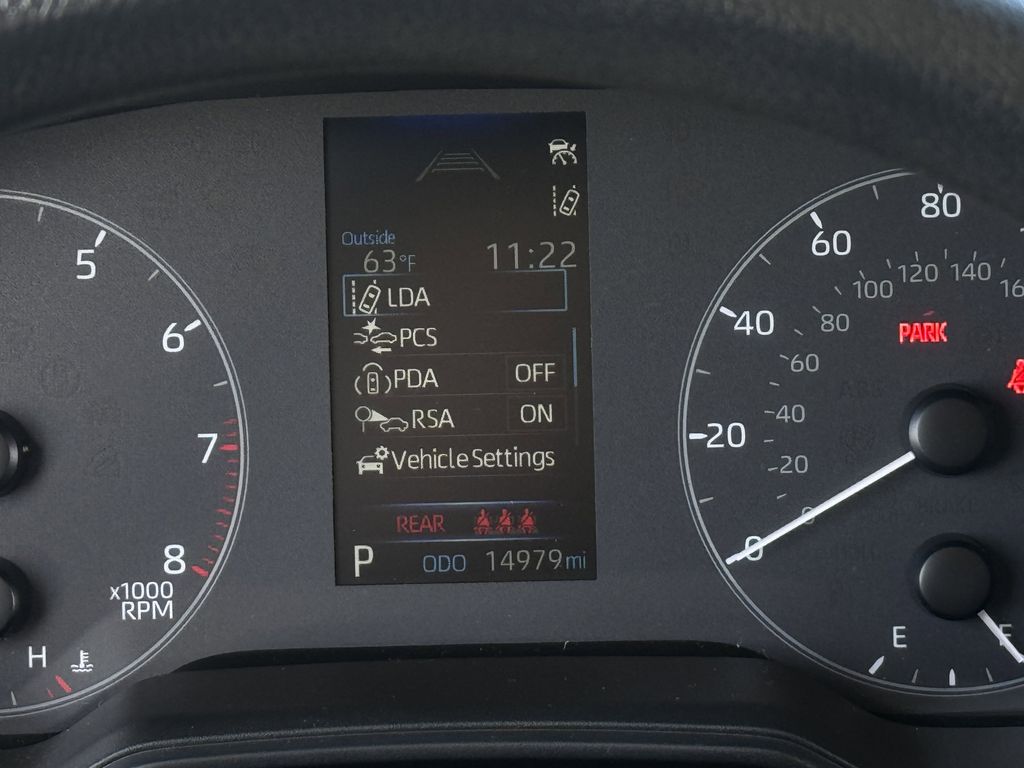 5
6
7
8
x1000
RPM
H
Outside
63°F
11:22
LDA
PCS
PDA OFF
RSA ON
Vehicle Settings
REAR
P ODO 14979 mi
80
60
40
20
0
100 120 140
80
60
40
20
0
PARK
E
F